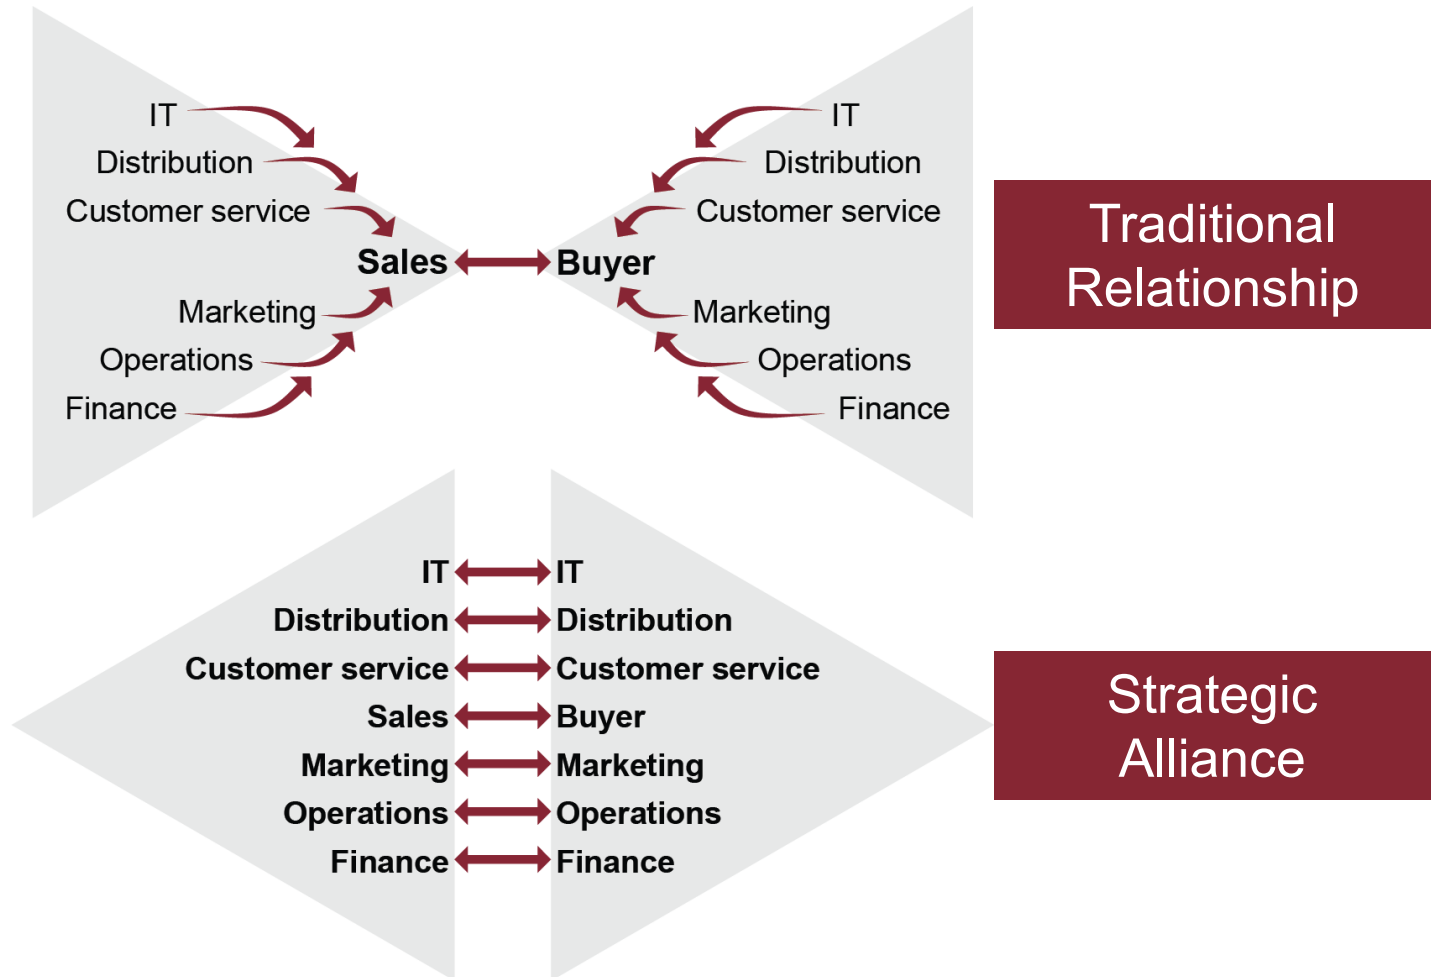 IT
Distribution
Customer service
Sales
Marketing
Operations
Finance
IT
Distribution
Customer service
Buyer
Marketing
Operations
Finance
Traditional
Relationship
IT
Distribution
Customer service
Sales
Marketing
Operations
Finance
IT
Distribution
Customer service
Buyer
Marketing
Operations
Finance
Strategic
Alliance